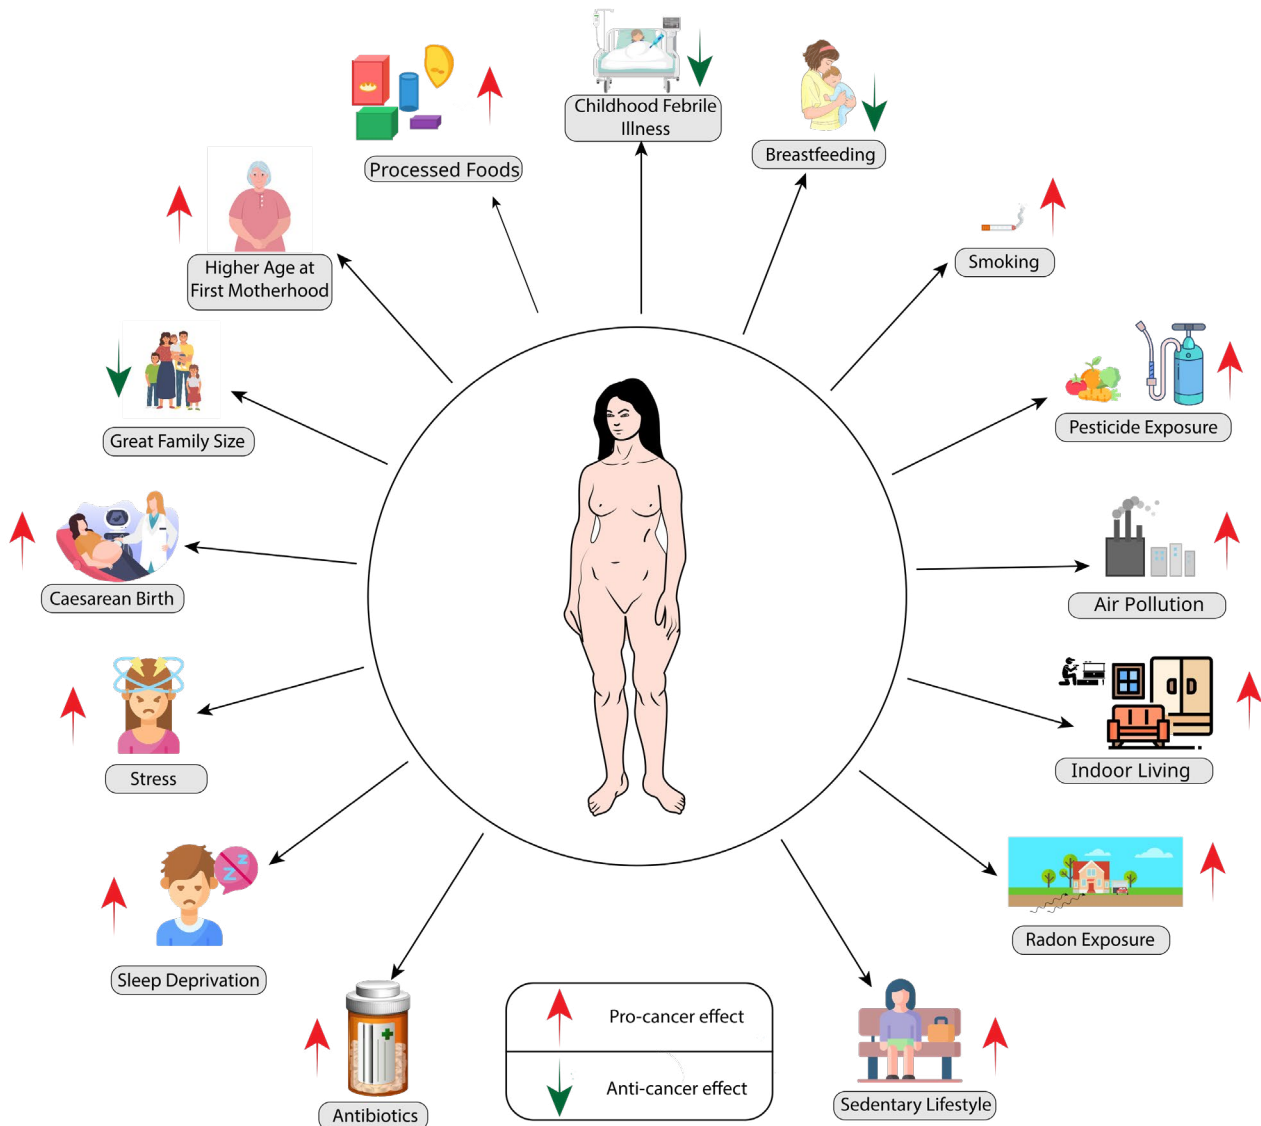 Childhood Febrile
Illness
Breastfeeding
Processed Foods
Smoking
Higher Age at
First Motherhood
Pesticide Exposure
Great Family Size
Air Pollution
Caesarean Birth
Indoor Living
Stress
Radon Exposure
Sleep Deprivation
Pro-cancer effect
Anti-cancer effect
Sedentary Lifestyle
Antibiotics